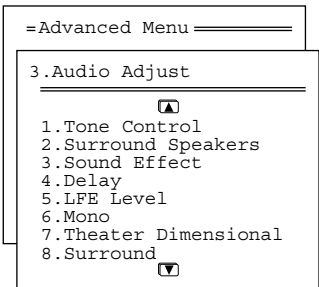 =Advanced Menu
3.Audio Adjust
1.Tone Control
2.Surround Speakers
3.Sound Effect
4.Delay
5.LFE Level
6.Mono
7.Theater Dimensional
8.Surround